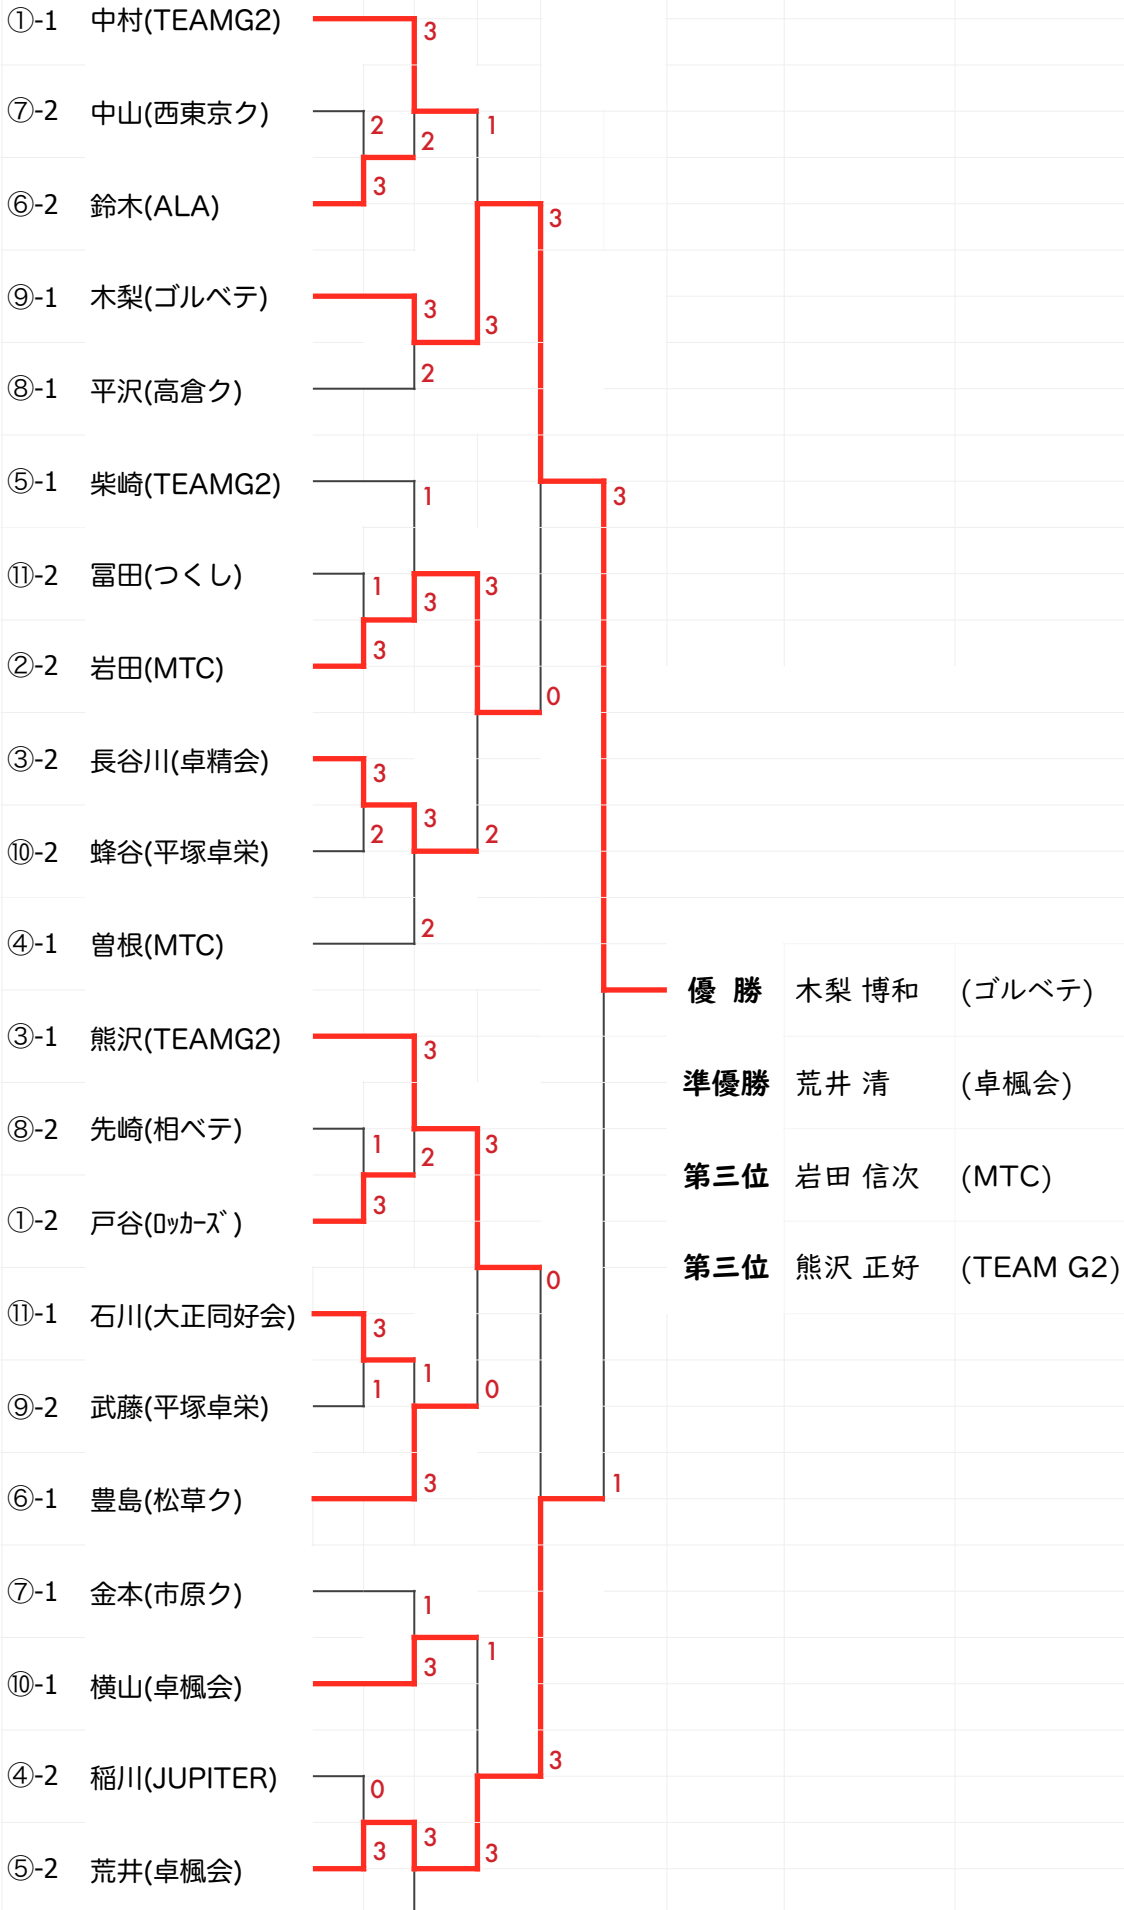 ①-1 中村(TEAMG2)
3
⑦-2 中山(西東京ク)
2
2
1
3
⑥-2 鈴木(ALA)
3
⑨-1 木梨(ゴルベテ)
3
3
2
⑧-1 平沢(高倉ク)
⑤-1 柴崎(TEAMG2)
1
3
⑪-2 冨田(つくし)
1
3
3
3
②-2 岩田(MTC)
0
③-2 長谷川(卓精会)
3
3
2
2
⑩-2 蜂谷(平塚卓栄)
2
④-1 曽根(MTC)
優 勝 木梨 博和 (ゴルベテ)
③-1 熊沢(TEAMG2)
3
準優勝 荒井 清 (卓楓会)
⑧-2 先崎(相ベテ)
1
2
3
第三位 岩田 信次 (MTC)
3
①-2 戸谷(ﾛｯｶｰｽﾞ)
第三位 熊沢 正好 (TEAM G2)
0
⑪-1 石川(大正同好会)
3
1
1
0
⑨-2 武藤(平塚卓栄)
3
1
⑥-1 豊島(松草ク)
⑦-1 金本(市原ク)
1
1
3
⑩-1 横山(卓楓会)
3
④-2 稲川(JUPITER)
0
3
3
3
⑤-2 荒井(卓楓会)